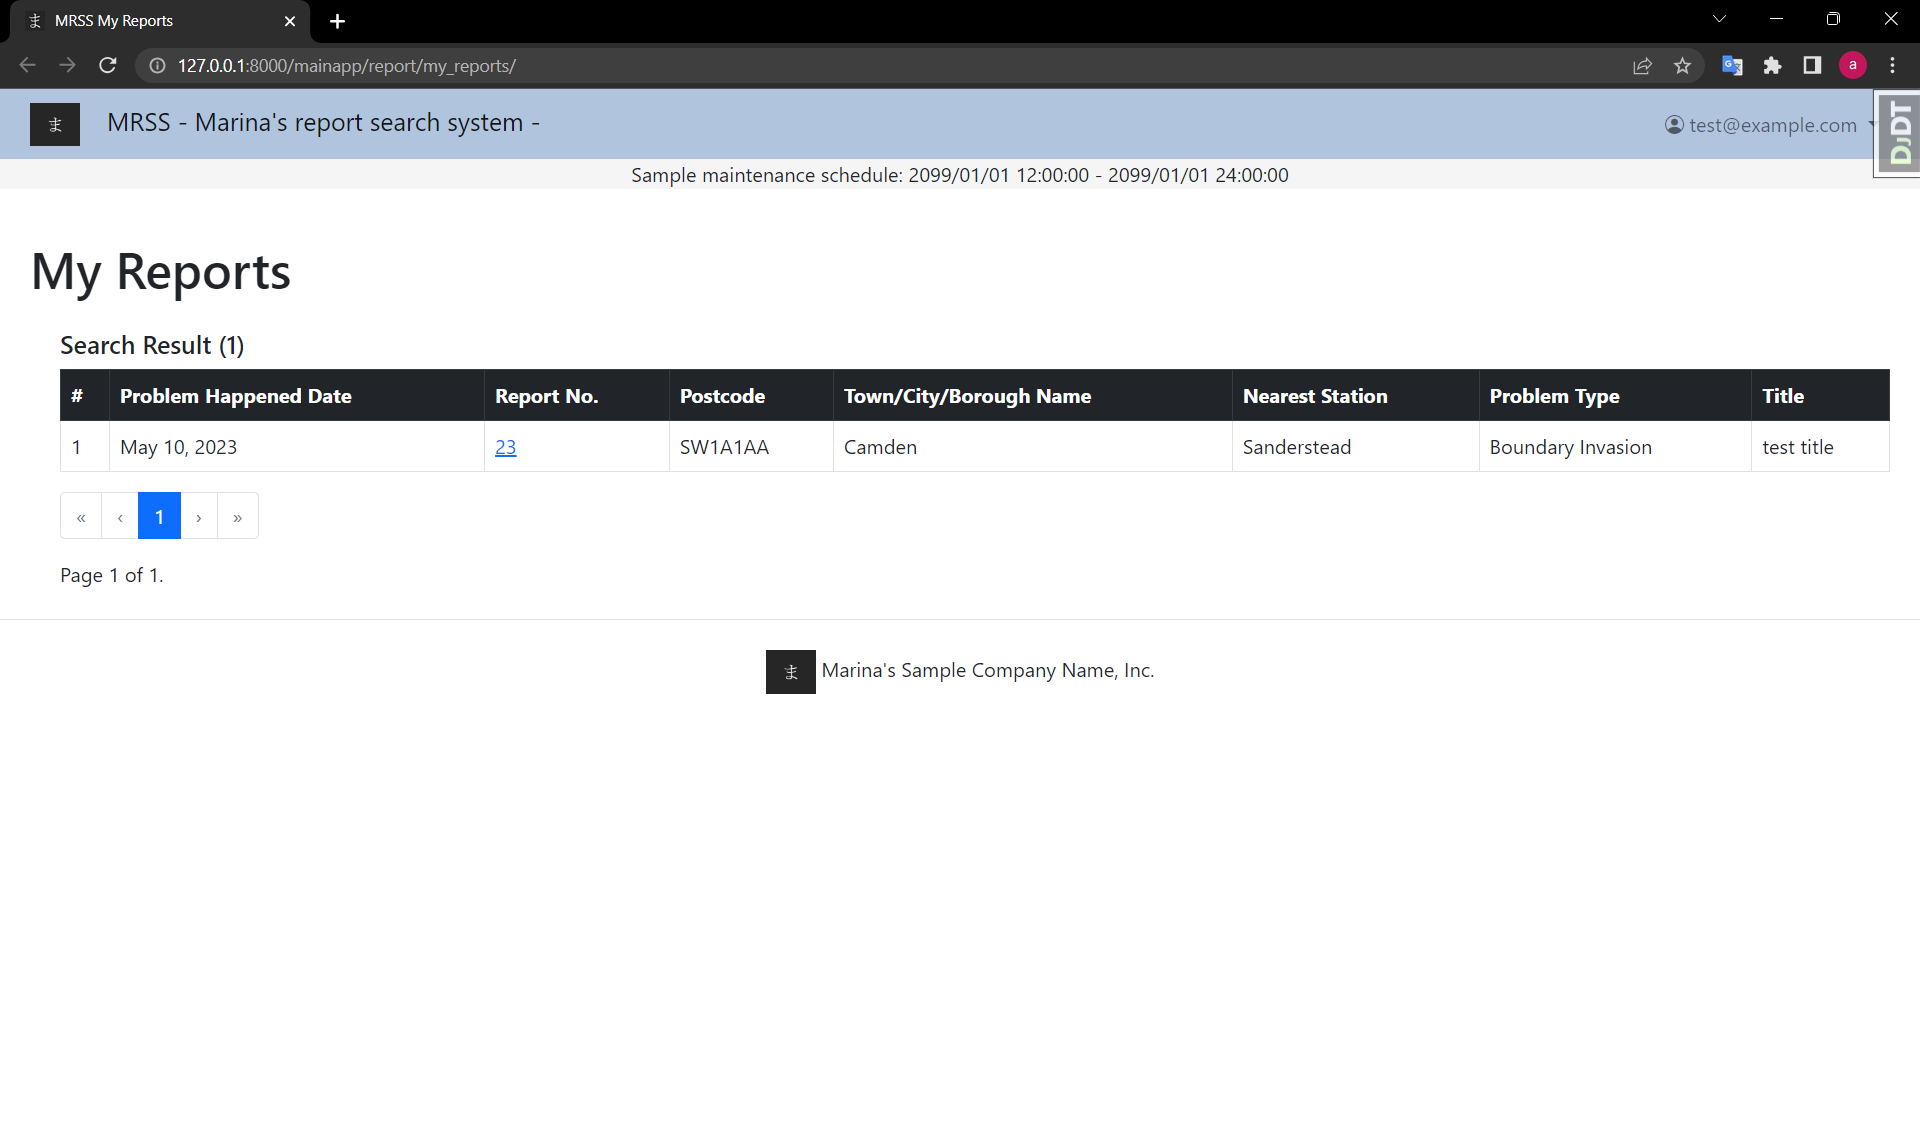 ま MRSS My Reports
127.0.0.1:8000/mainapp/report/my_reports/
a
ま MRSS - Marina's report search system -
test@example.com
DJDT
Sample maintenance schedule: 2099/01/01 12:00:00 - 2099/01/01 24:00:00
My Reports
Search Result (1)
# Problem Happened Date Report No. Postcode Town/City/Borough Name Nearest Station Problem Type Title
1 May 10, 2023 23 SW1A1AA Camden Sanderstead Boundary Invasion test title
« ‹ 1 › »
Page 1 of 1.
ま Marina's Sample Company Name, Inc.